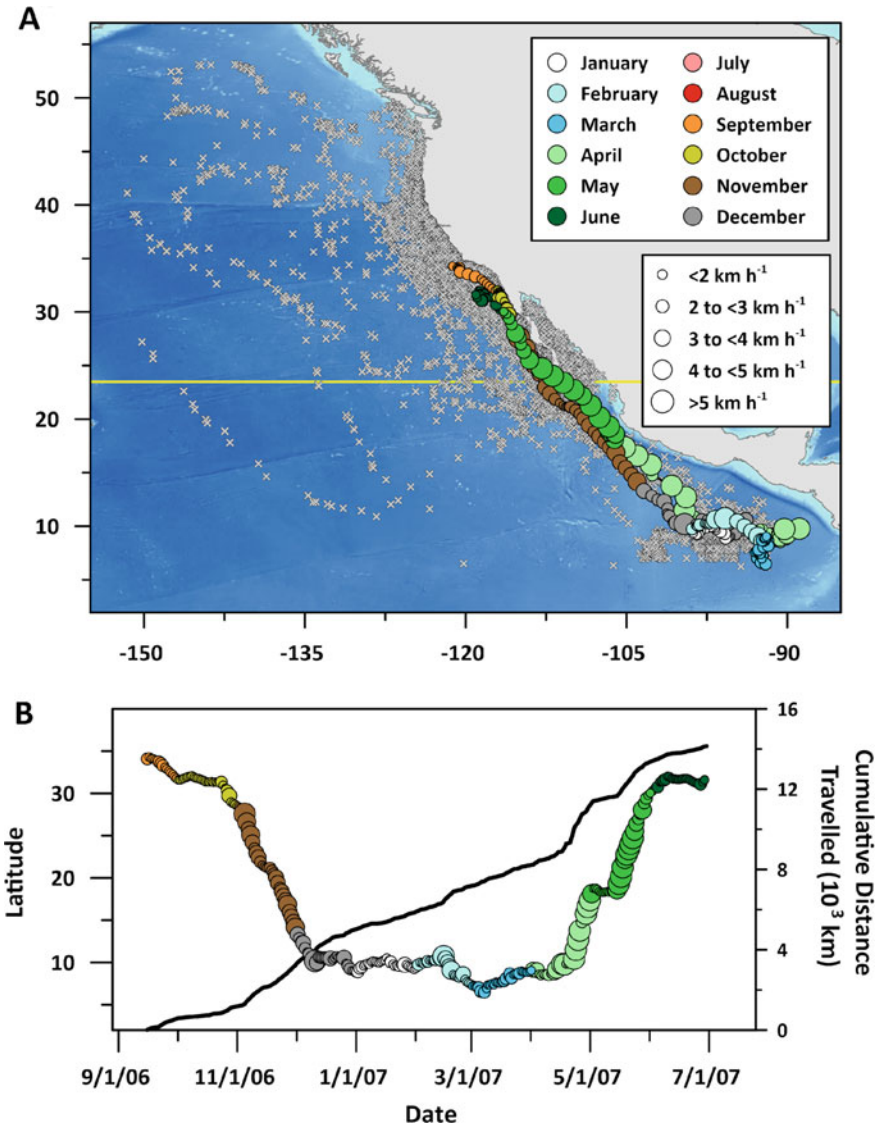 A
50
40
30
20
10
-150 -135 -120 -105 -90
January July
February August
March September
April October
May November
June December
<2 km h⁻¹
2 to <3 km h⁻¹
3 to <4 km h⁻¹
4 to <5 km h⁻¹
>5 km h⁻¹
B
Latitude
30
20
10
16
12
8
4
0
Cumulative Distance
Travelled (10³ km)
9/1/06 11/1/06 1/1/07 3/1/07 5/1/07 7/1/07
Date